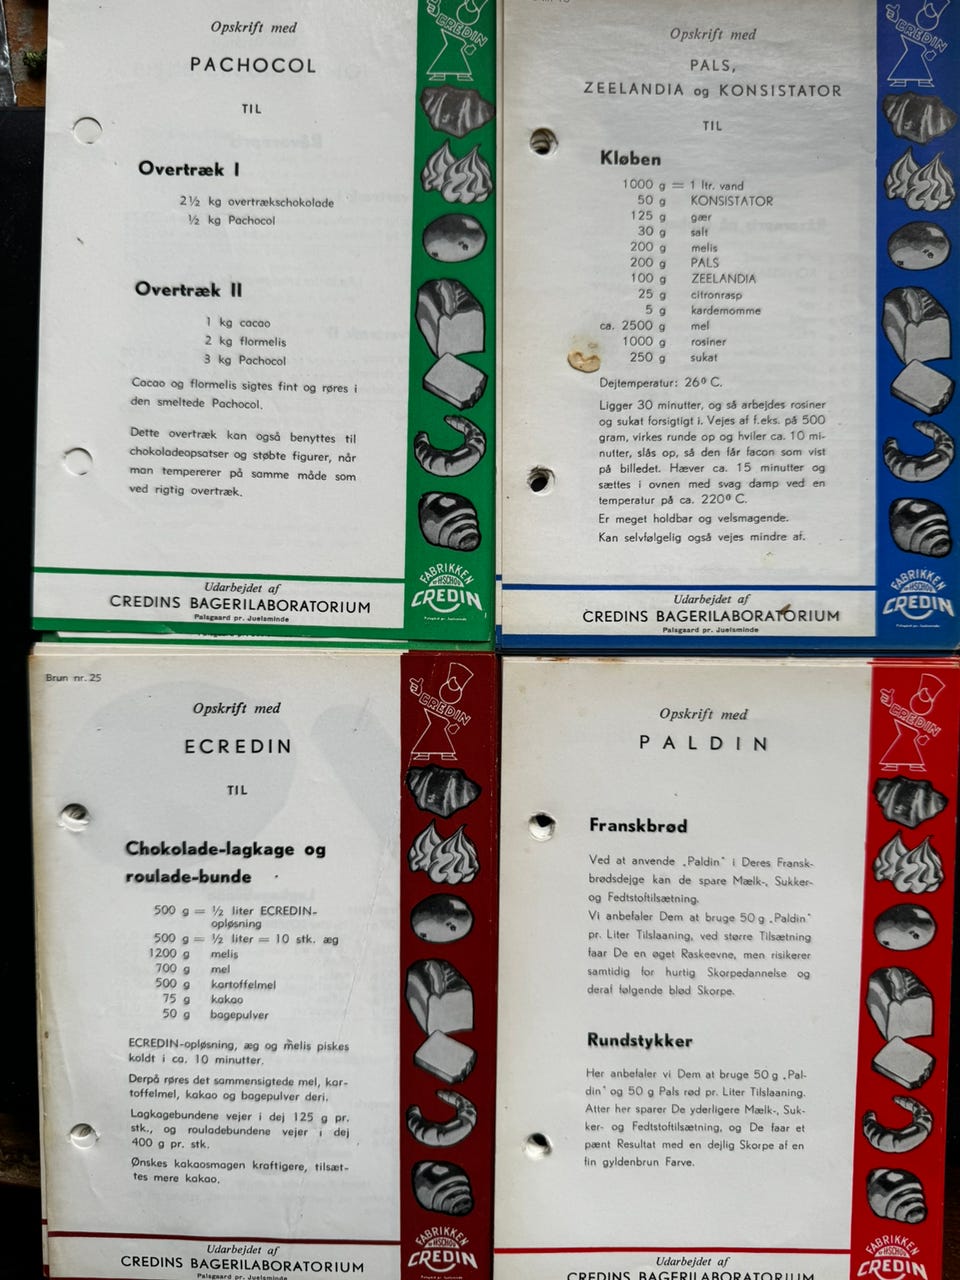 Opskrift med
PACHOCOL
TIL
Overtræk I
2½ kg overtrækschokolade
½ kg Pachocol
Overtræk II
1 kg cacao
2 kg flormelis
3 kg Pachocol
Cacao og flormelis sigtes fint og røres i
den smeltede Pachocol.
Dette overtræk kan også benyttes til
chokoladeopsatser og støbte figurer, når
man tempererer på samme måde som
ved rigtig overtræk.
Udarbejdet af
CREDINS BAGERILABORATORIUM
Palsgaard pr. Juelsminde
CREDIN
FABRIKKEN
CREDIN
Opskrift med
PALS,
ZEELANDIA og KONSISTATOR
TIL
Kløben
1000 g = 1 ltr. vand
50 g KONSISTATOR
125 g gær
30 g salt
200 g melis
200 g PALS
100 g ZEELANDIA
25 g citronrasp
5 g kardemomme
ca. 2500 g mel
1000 g rosiner
250 g sukat
Dejtemperatur: 26º C.
Ligger 30 minutter, og så arbejdes rosiner
og sukat forsigtigt i. Vejes af f.eks. på 500
gram, virkes runde op og hviler ca. 10 mi-
nutter, slås op, så den får facon som vist
på billedet. Hæver ca. 15 minutter og
sættes i ovnen med svag damp ved en
temperatur på ca. 220º C.
Er meget holdbar og velsmagende.
Kan selvfølgelig også vejes mindre af.
Udarbejdet af
CREDINS BAGERILABORATORIUM
Palsgaard pr. Juelsminde
CREDIN
FABRIKKEN
CREDIN
Brun nr. 25
Opskrift med
ECREDIN
TIL
Chokolade-lagkage og
roulade-bunde
500 g = ½ liter ECREDIN-
opløsning
500 g = ½ liter = 10 stk. æg
1200 g melis
700 g mel
500 g kartoffelmel
75 g kakao
50 g bagepulver
ECREDIN-opløsning, æg og melis piskes
koldt i ca. 10 minutter.
Derpå røres det sammensigtede mel, kar-
toffelmel, kakao og bagepulver deri.
Lagkagebundene vejer i dej 125 g pr.
stk., og rouladebundene vejer i dej
400 g pr. stk.
Ønskes kakaosmagen kraftigere, tilsæt-
tes mere kakao.
Udarbejdet af
CREDINS BAGERILABORATORIUM
Palsgaard pr. Juelsminde
CREDIN
FABRIKKEN
CREDIN
Opskrift med
PALDIN
Franskbrød
Ved at anvende „Paldin" i Deres Fransk-
brødsdejge kan de spare Mælk-, Sukker-
og Fedtstoftilsætning.
Vi anbefaler Dem at bruge 50 g „Paldin"
pr. Liter Tilslaaning, ved større Tilsætning
faar De en øget Raskeevne, men risikerer
samtidig for hurtig Skorpedannelse og
deraf følgende blød Skorpe.
Rundstykker
Her anbefaler vi Dem at bruge 50 g „Pal-
din" og 50 g Pals rød pr. Liter Tilslaaning.
Atter her sparer De yderligere Mælk-, Suk-
ker- og Fedtstoftilsætning, og De faar et
pænt Resultat med en dejlig Skorpe af en
fin gyldenbrun Farve.
Udarbejdet af
CREDINS BAGERILABORATORIUM
CREDIN
FABRIKKEN
CREDIN